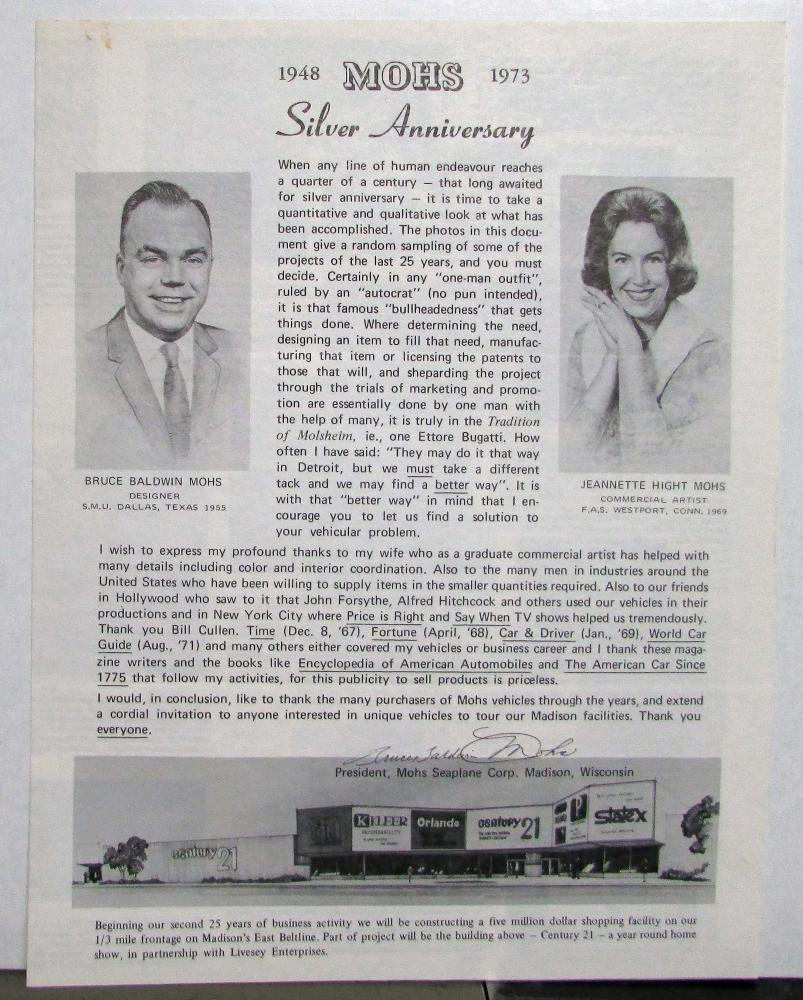 1948 MOHS 1973
Silver Anniversary
When any line of human endeavour reaches
a quarter of a century — that long awaited
for silver anniversary — it is time to take a
quantitative and qualitative look at what has
been accomplished. The photos in this docu-
ment give a random sampling of some of the
projects of the last 25 years, and you must
decide. Certainly in any "one-man outfit",
ruled by an "autocrat" (no pun intended),
it is that famous "bullheadedness" that gets
things done. Where determining the need,
designing an item to fill that need, manufac-
turing that item or licensing the patents to
those that will, and sheparding the project
through the trials of marketing and promo-
tion are essentially done by one man with
the help of many, it is truly in the Tradition
of Molsheim, ie., one Ettore Bugatti. How
often I have said: "They may do it that way
in Detroit, but we must take a different
tack and we may find a better way". It is
with that "better way" in mind that I en-
courage you to let us find a solution to
your vehicular problem.
BRUCE BALDWIN MOHS
DESIGNER
S.M.U. DALLAS, TEXAS 1955
JEANNETTE HIGHT MOHS
COMMERCIAL ARTIST
F.A.S. WESTPORT, CONN. 1969
I wish to express my profound thanks to my wife who as a graduate commercial artist has helped with
many details including color and interior coordination. Also to the many men in industries around the
United States who have been willing to supply items in the smaller quantities required. Also to our friends
in Hollywood who saw to it that John Forsythe, Alfred Hitchcock and others used our vehicles in their
productions and in New York City where Price is Right and Say When TV shows helped us tremendously.
Thank you Bill Cullen. Time (Dec. 8, '67), Fortune (April, '68), Car & Driver (Jan., '69), World Car
Guide (Aug., '71) and many others either covered my vehicles or business career and I thank these maga-
zine writers and the books like Encyclopedia of American Automobiles and The American Car Since
1775 that follow my activities, for this publicity to sell products is priceless.
I would, in conclusion, like to thank the many purchasers of Mohs vehicles through the years, and extend
a cordial invitation to anyone interested in unique vehicles to tour our Madison facilities. Thank you
everyone.
Bruce Baldwin Mohs
President, Mohs Seaplane Corp. Madison, Wisconsin
century 21
KELLER
Orlando
century 21
Statex
Beginning our second 25 years of business activity we will be constructing a five million dollar shopping facility on our
1/3 mile frontage on Madison's East Beltline. Part of project will be the building above — Century 21 — a year round home
show, in partnership with Livesey Enterprises.